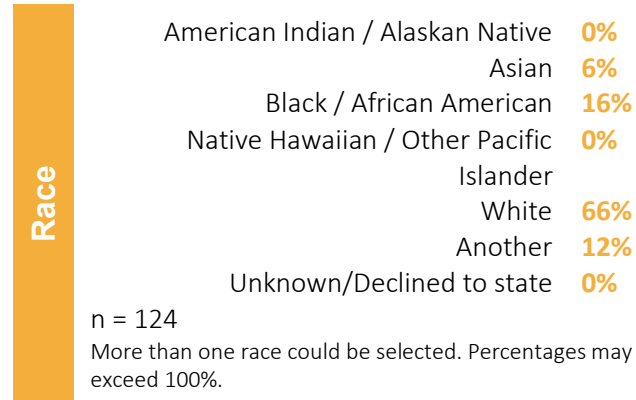 Race
American Indian / Alaskan Native 0%
Asian 6%
Black / African American 16%
Native Hawaiian / Other Pacific 0%
Islander
White 66%
Another 12%
Unknown/Declined to state 0%
n = 124
More than one race could be selected. Percentages may
exceed 100%.